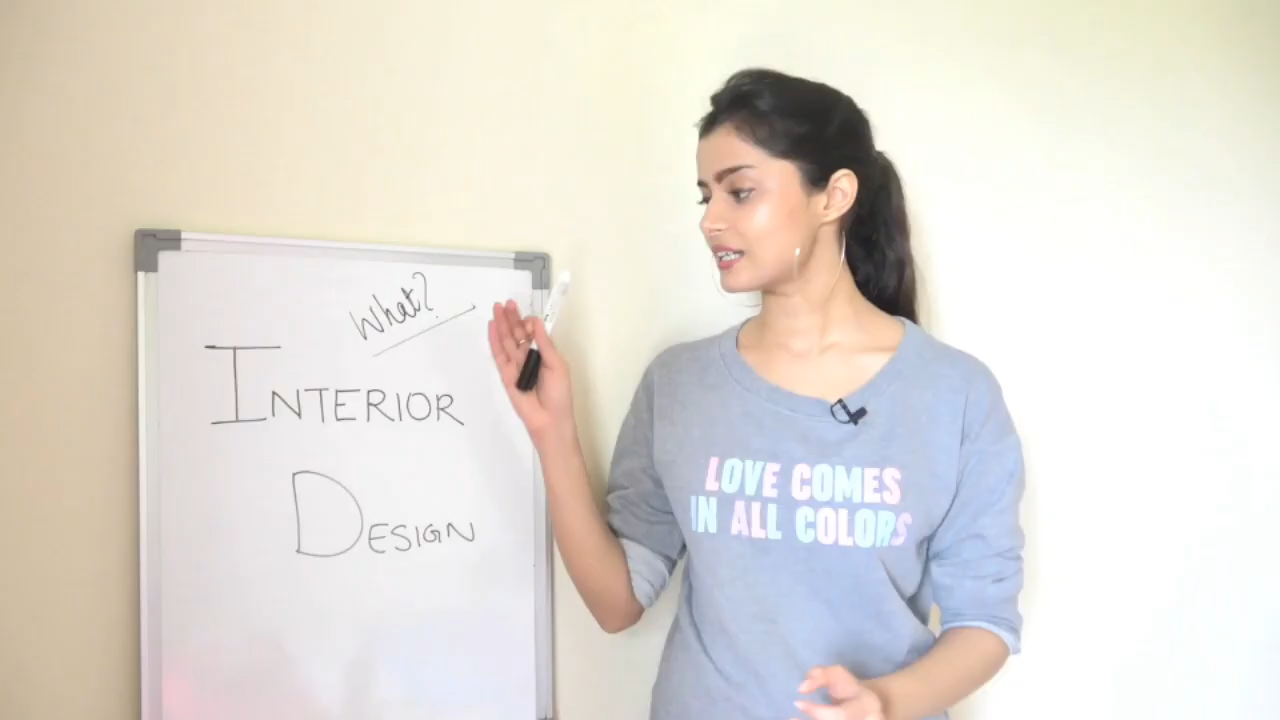 What?
INTERIOR
DESIGN
LOVE COMES
IN ALL COLORS